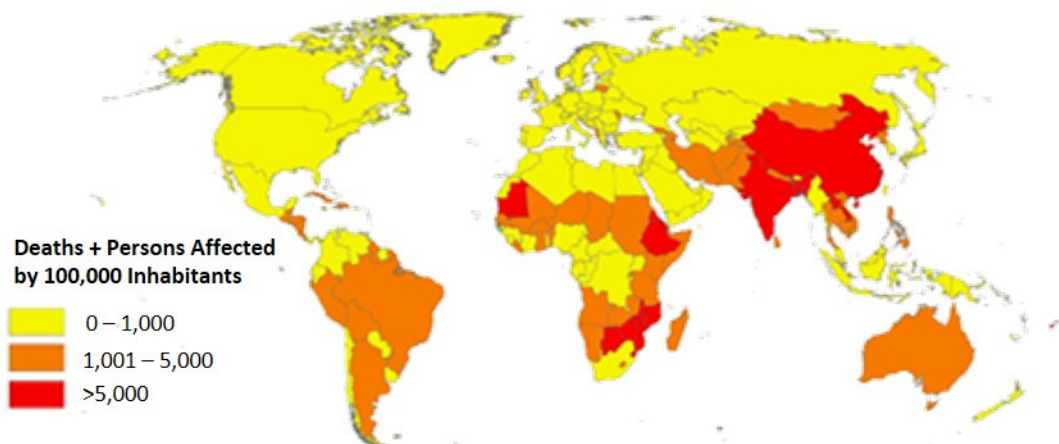 Deaths + Persons Affected
by 100,000 Inhabitants
0 – 1,000
1,001 – 5,000
>5,000